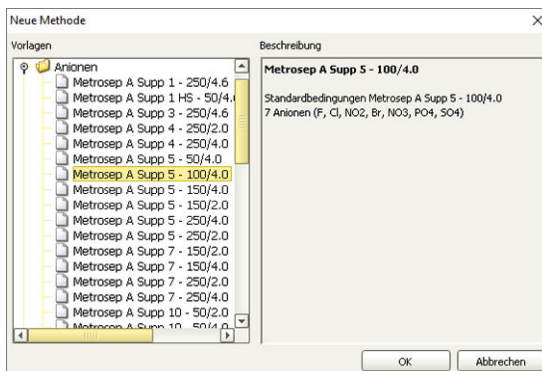 Neue Methode
Vorlagen
Anionen
Metrosep A Supp 1 - 250/4.6
Metrosep A Supp 1 HS - 50/4.
Metrosep A Supp 3 - 250/4.6
Metrosep A Supp 4 - 250/2.0
Metrosep A Supp 4 - 250/4.0
Metrosep A Supp 5 - 50/4.0
Metrosep A Supp 5 - 100/4.0
Metrosep A Supp 5 - 150/4.0
Metrosep A Supp 5 - 150/2.0
Metrosep A Supp 5 - 250/4.0
Metrosep A Supp 5 - 250/2.0
Metrosep A Supp 7 - 150/2.0
Metrosep A Supp 7 - 150/4.0
Metrosep A Supp 7 - 250/2.0
Metrosep A Supp 7 - 250/4.0
Metrosep A Supp 10 - 50/2.0
Metrosep A Supp 10 - 50/4.0
Beschreibung
Metrosep A Supp 5 - 100/4.0
Standardbedingungen Metrosep A Supp 5 - 100/4.0
7 Anionen (F, Cl, NO2, Br, NO3, PO4, SO4)
OK
Abbrechen